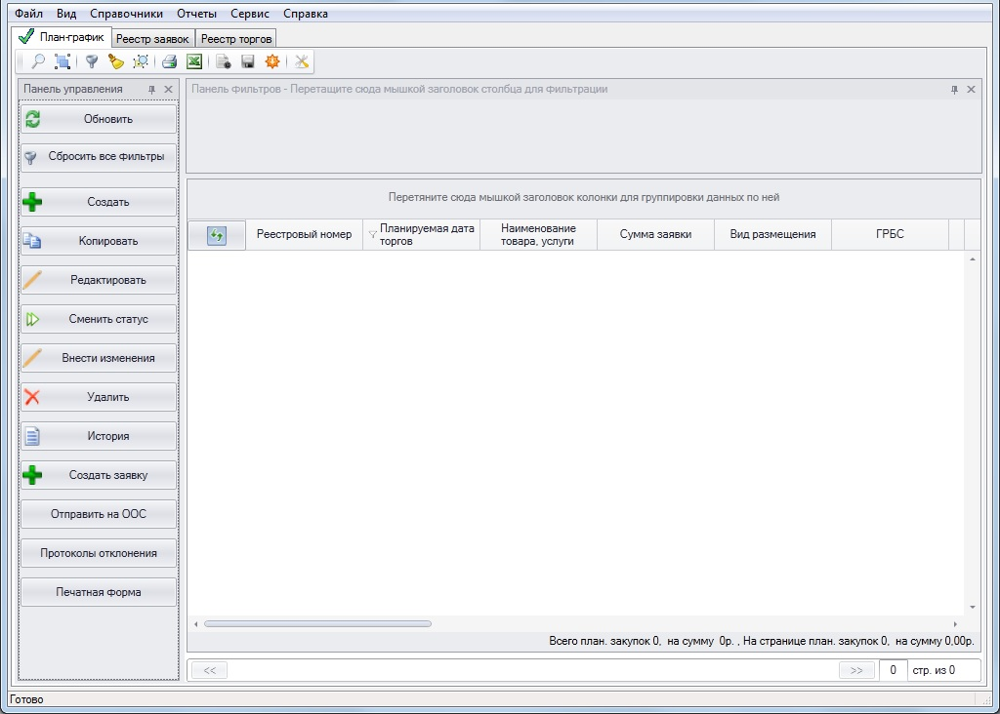 Файл Вид Справочники Отчеты Сервис Справка
План-график Реестр заявок Реестр торгов
Панель управления
Обновить
Сбросить все фильтры
Создать
Копировать
Редактировать
Сменить статус
Внести изменения
Удалить
История
Создать заявку
Отправить на ООС
Протоколы отклонения
Печатная форма
Панель Фильтров - Перетащите сюда мышкой заголовок столбца для фильтрации
Перетяните сюда мышкой заголовок колонки для группировки данных по ней
Реестровый номер
Планируемая дата
торгов
Наименование
товара, услуги
Сумма заявки
Вид размещения
ГРБС
Всего план. закупок 0, на сумму 0р. , На странице план. закупок 0, на сумму 0,00р.
<< >> 0 стр. из 0
Готово